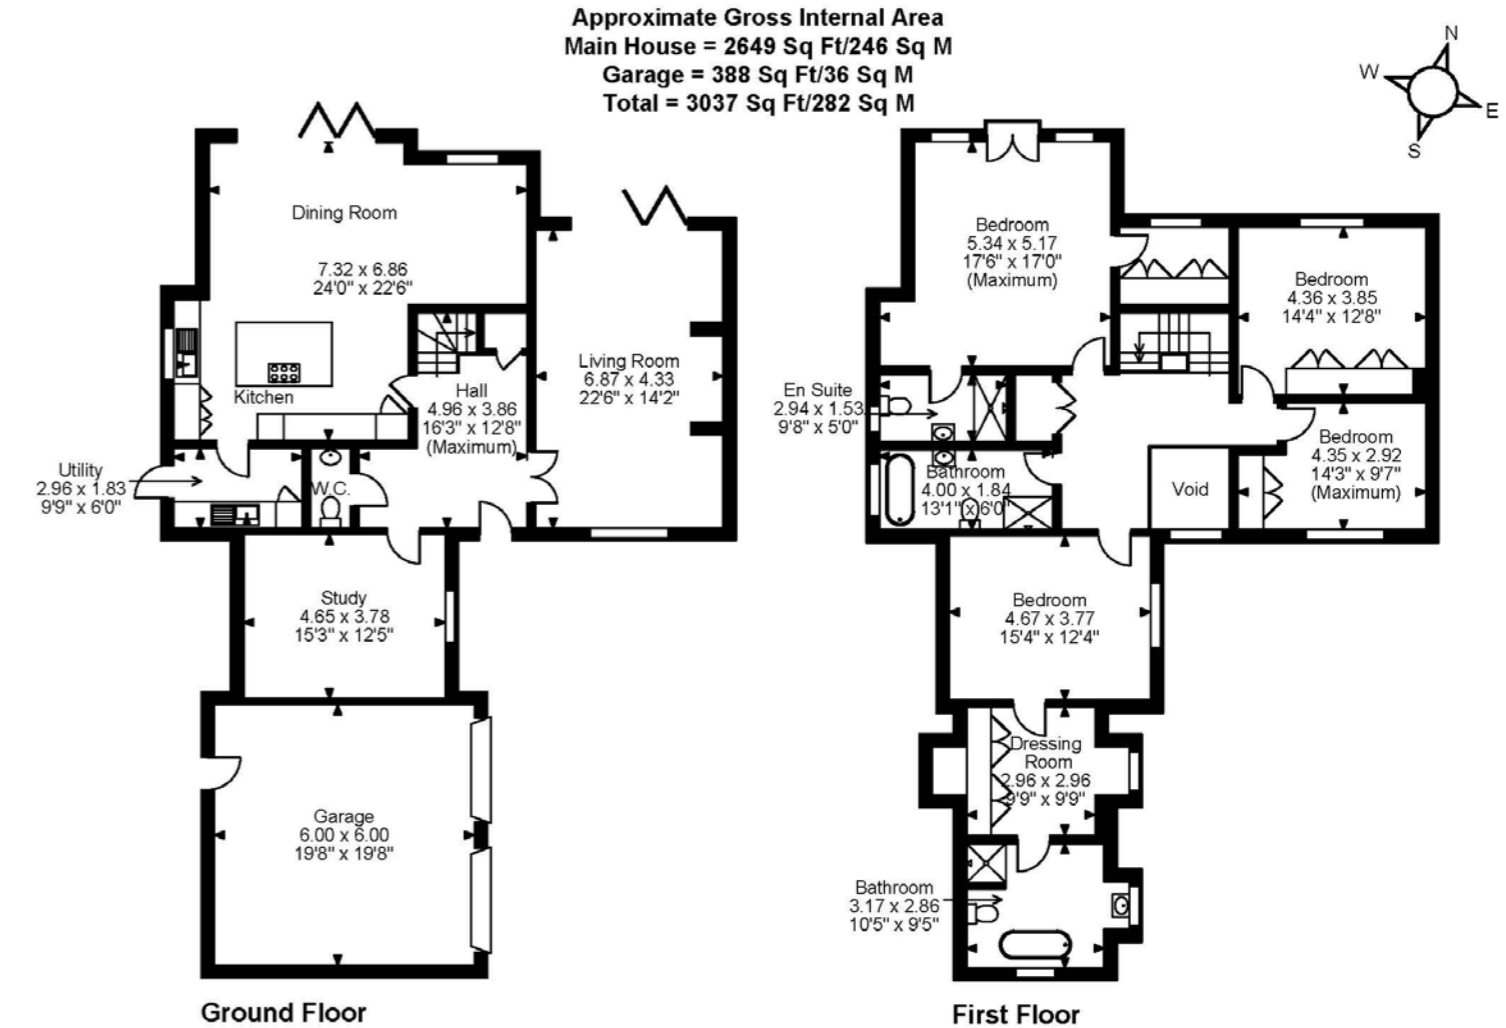 Approximate Gross Internal Area
Main House = 2649 Sq Ft/246 Sq M
Garage = 388 Sq Ft/36 Sq M
Total = 3037 Sq Ft/282 Sq M
N
W
E
S
Dining Room
7.32 x 6.86
24'0" x 22'6"
Kitchen
Hall
4.96 x 3.86
16'3" x 12'8"
(Maximum)
Living Room
6.87 x 4.33
22'6" x 14'2"
Utility
2.96 x 1.83
9'9" x 6'0"
W.C.
Study
4.65 x 3.78
15'3" x 12'5"
Garage
6.00 x 6.00
19'8" x 19'8"
Ground Floor
Bedroom
5.34 x 5.17
17'6" x 17'0"
(Maximum)
Bedroom
4.36 x 3.85
14'4" x 12'8"
En Suite
2.94 x 1.53
9'8" x 5'0"
Bathroom
4.00 x 1.84
13'1" x 6'0"
Bedroom
4.35 x 2.92
14'3" x 9'7"
(Maximum)
Void
Bedroom
4.67 x 3.77
15'4" x 12'4"
Dressing
Room
2.96 x 2.96
9'9" x 9'9"
Bathroom
3.17 x 2.86
10'5" x 9'5"
First Floor